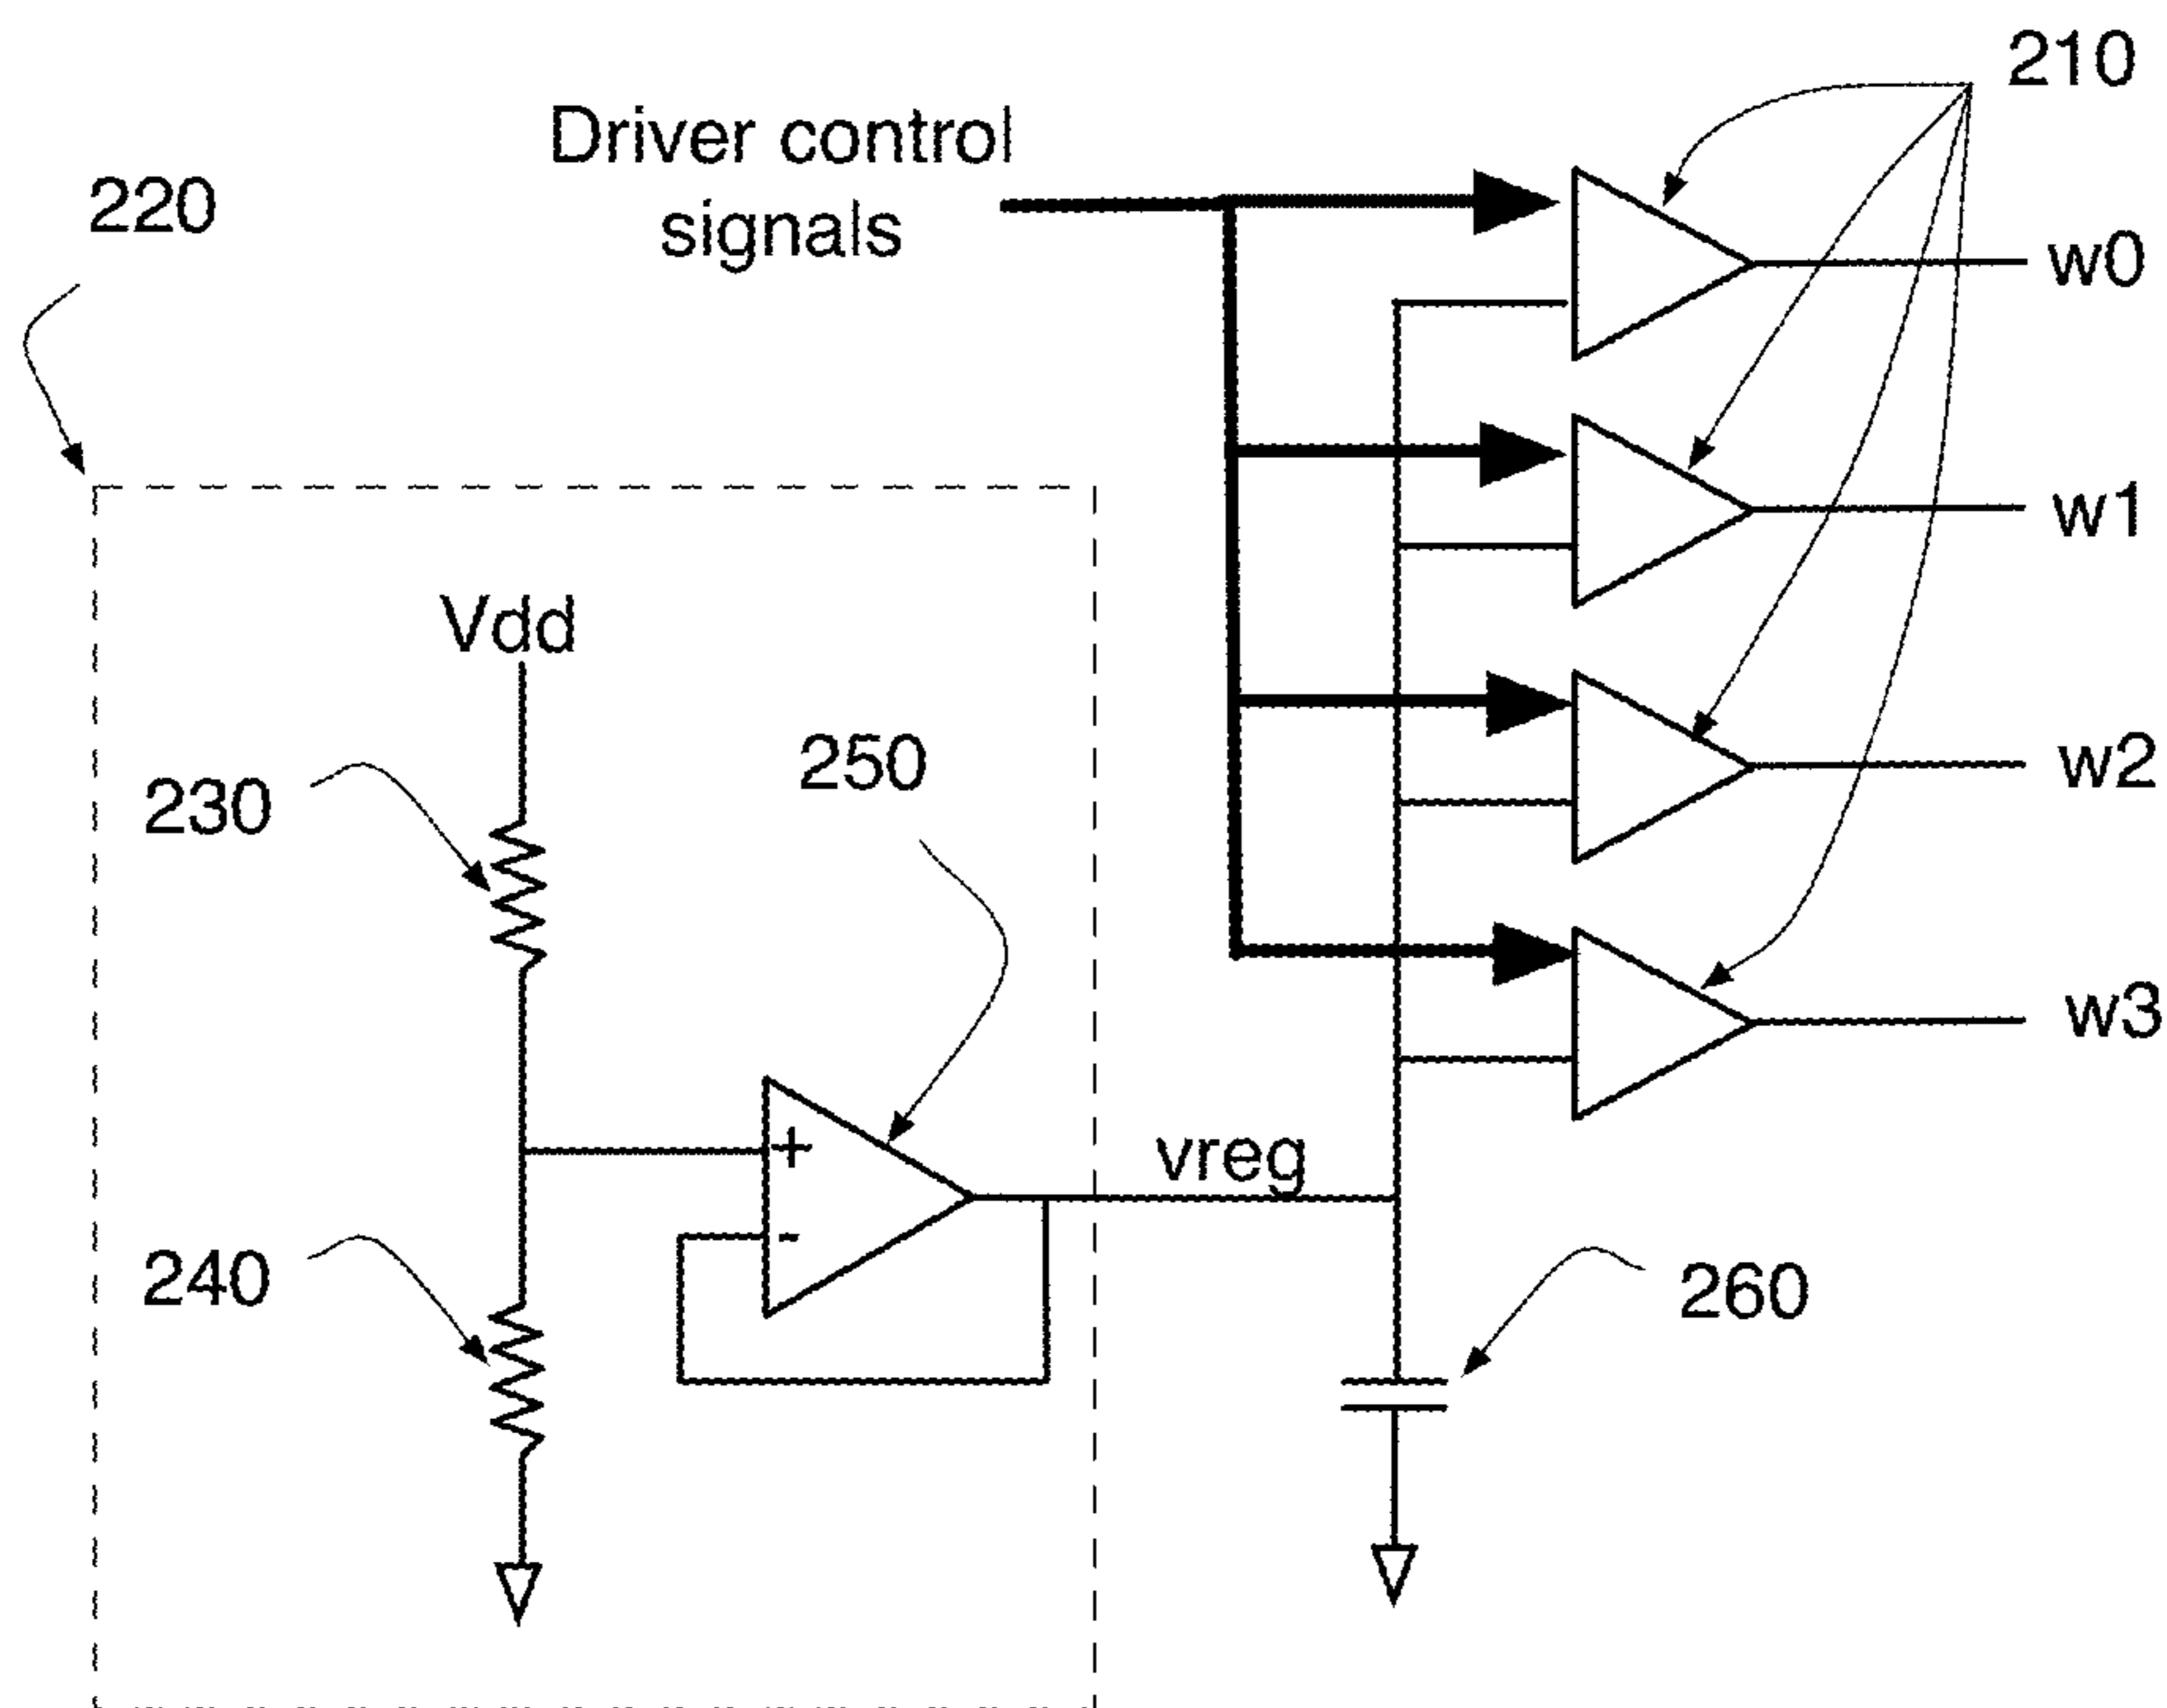 210
Driver control
signals
220
w0
w1
Vdd
250
230
w2
w3
+
vreg
-
240
260